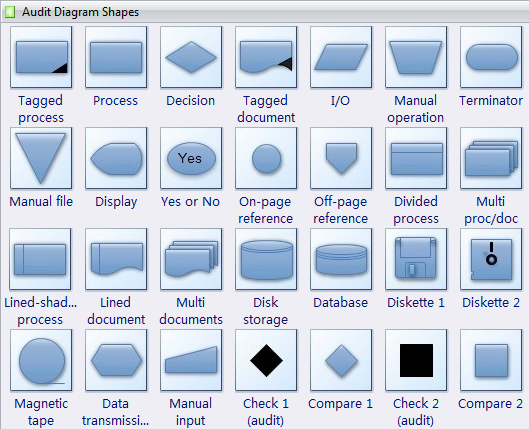 Audit Diagram Shapes
Tagged process
Process
Decision
Tagged document
I/O
Manual operation
Terminator
Manual file
Display
Yes
Yes or No
On-page reference
Off-page reference
Divided process
Multi proc/doc
Lined-shad... process
Lined document
Multi documents
Disk storage
Database
Diskette 1
Diskette 2
Magnetic tape
Data transmissi...
Manual input
Check 1 (audit)
Compare 1
Check 2 (audit)
Compare 2